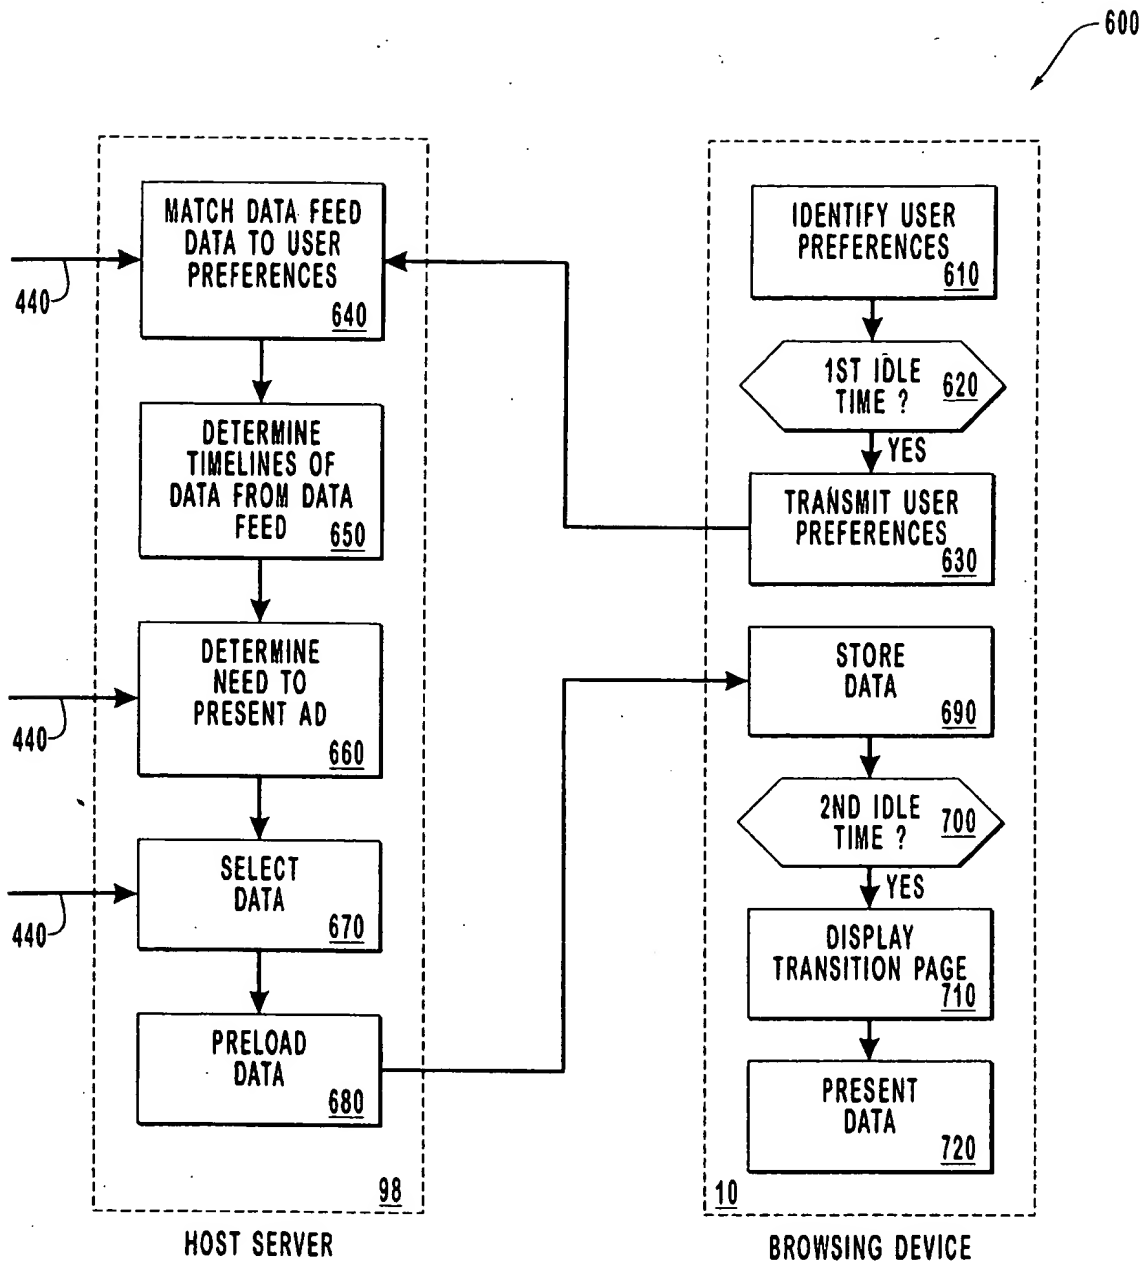 600
MATCH DATA FEED
DATA TO USER
PREFERENCES
640
440
DETERMINE
TIMELINES OF
DATA FROM DATA
FEED
650
DETERMINE
NEED TO
PRESENT AD
660
440
SELECT
DATA
670
440
PRELOAD
DATA
680
98
HOST SERVER
IDENTIFY USER
PREFERENCES
610
1ST IDLE
TIME ?
620
YES
TRANSMIT USER
PREFERENCES
630
STORE
DATA
690
2ND IDLE
TIME ?
700
YES
DISPLAY
TRANSITION PAGE
710
PRESENT
DATA
720
10
BROWSING DEVICE